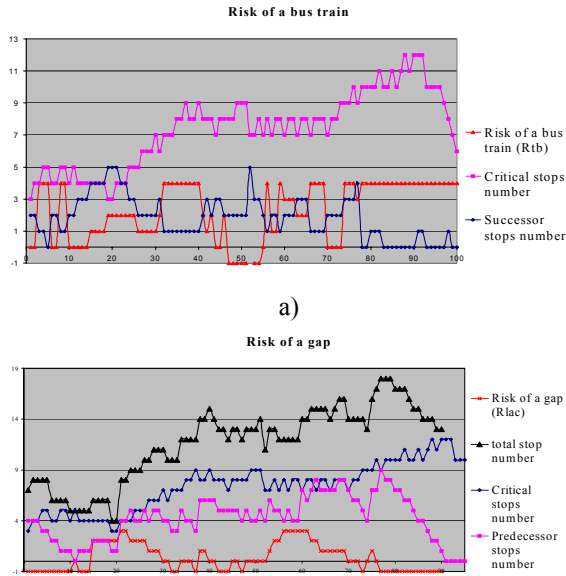 Risk of a bus train
13
11
9
7
5
3
1
-1
0 10 20 30 40 50 60 70 80 90 100
Risk of a bus
train (Rtb)
Critical stops
number
Successor
stops number
a)
Risk of a gap
19
14
9
4
-1
0 20 40 60 80
Risk of a gap
(Rlac)
total stop
number
Critical
stops
number
Predecessor
stops
number